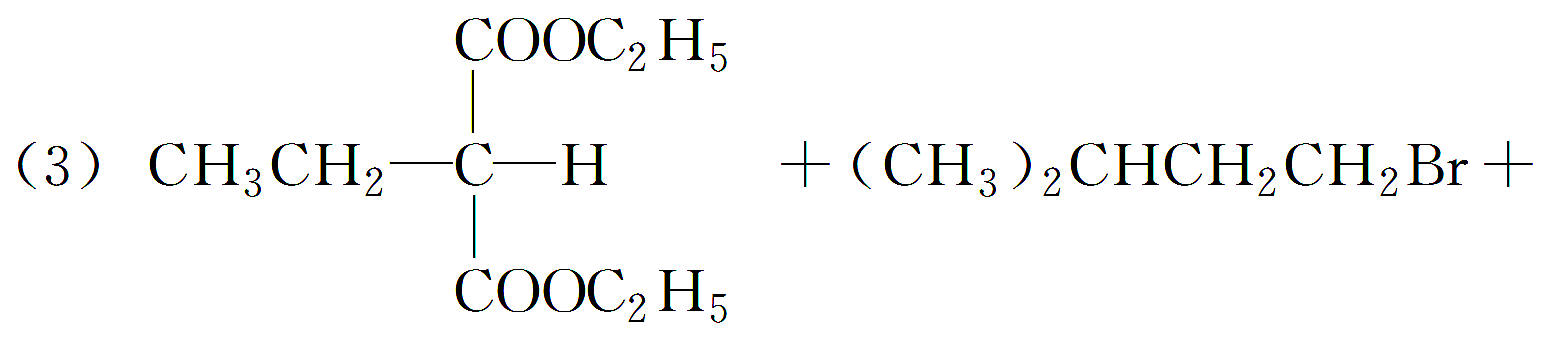 COOC₂H₅
(3) CH₃CH₂—C—H +(CH₃)₂CHCH₂CH₂Br+
COOC₂H₅